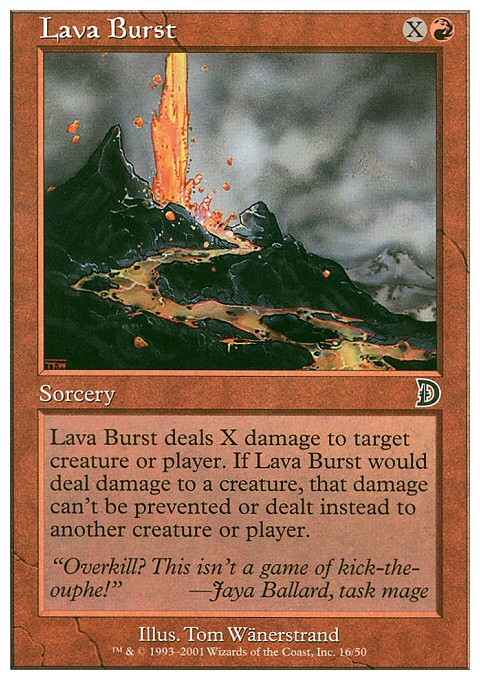 Lava Burst X
Sorcery D
Lava Burst deals X damage to target
creature or player. If Lava Burst would
deal damage to a creature, that damage
can't be prevented or dealt instead to
another creature or player.
"Overkill? This isn't a game of kick-the-
ouphe!" —Jaya Ballard, task mage
Illus. Tom Wänerstrand
™ & © 1993–2001 Wizards of the Coast, Inc. 16/50